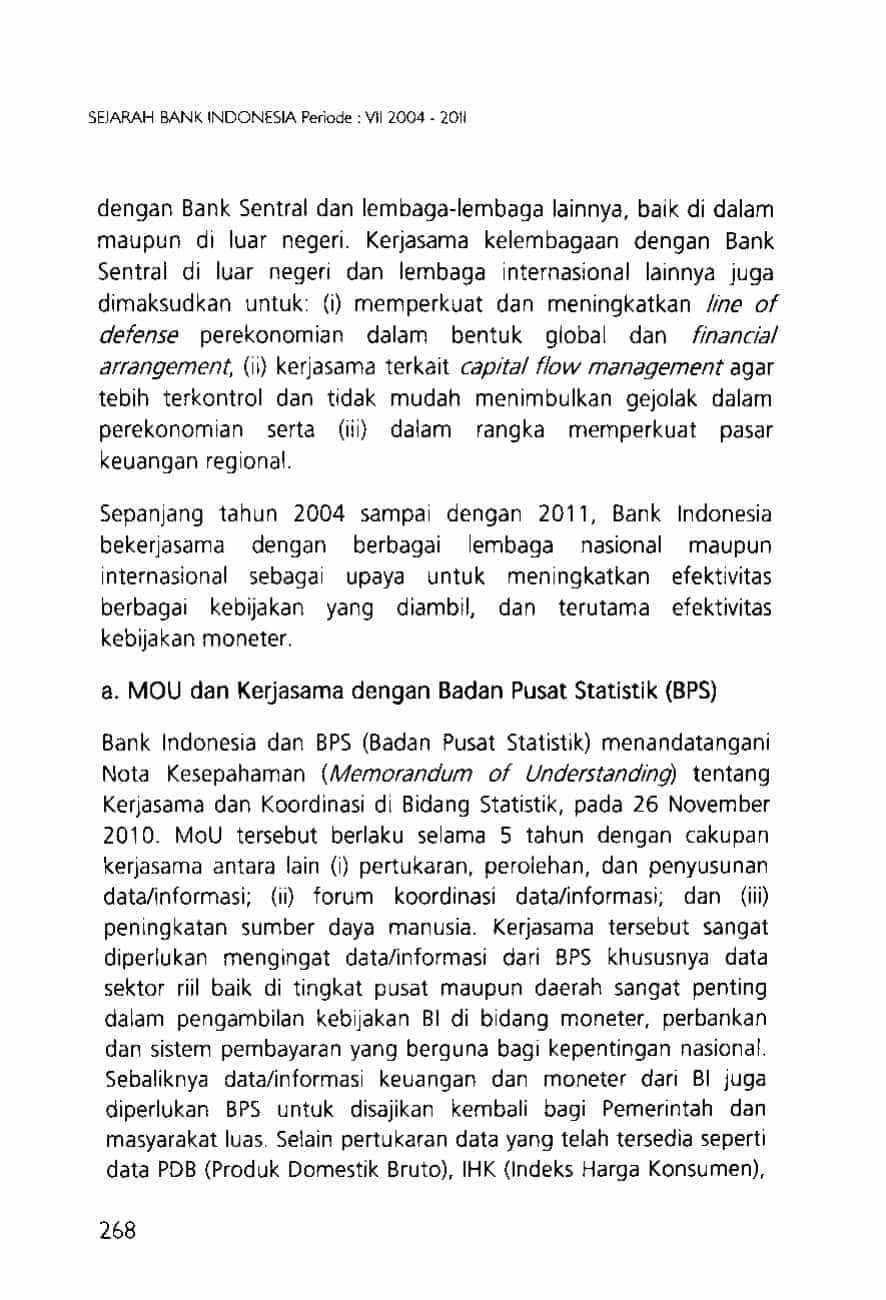 SEJARAH BANK INDONESIA Periode : VII 2004 - 2011
dengan Bank Sentral dan lembaga-lembaga lainnya, baik di dalam
maupun di luar negeri. Kerjasama kelembagaan dengan Bank
Sentral di luar negeri dan lembaga internasional lainnya juga
dimaksudkan untuk: (i) memperkuat dan meningkatkan line of
defense perekonomian dalam bentuk global dan financial
arrangement, (ii) kerjasama terkait capital flow management agar
tebih terkontrol dan tidak mudah menimbulkan gejolak dalam
perekonomian serta (iii) dalam rangka memperkuat pasar
keuangan regional.
Sepanjang tahun 2004 sampai dengan 2011, Bank Indonesia
bekerjasama dengan berbagai lembaga nasional maupun
internasional sebagai upaya untuk meningkatkan efektivitas
berbagai kebijakan yang diambil, dan terutama efektivitas
kebijakan moneter.
a. MOU dan Kerjasama dengan Badan Pusat Statistik (BPS)
Bank Indonesia dan BPS (Badan Pusat Statistik) menandatangani
Nota Kesepahaman (Memorandum of Understanding) tentang
Kerjasama dan Koordinasi di Bidang Statistik, pada 26 November
2010. MoU tersebut berlaku selama 5 tahun dengan cakupan
kerjasama antara lain (i) pertukaran, perolehan, dan penyusunan
data/informasi; (ii) forum koordinasi data/informasi; dan (iii)
peningkatan sumber daya manusia. Kerjasama tersebut sangat
diperlukan mengingat data/informasi dari BPS khususnya data
sektor riil baik di tingkat pusat maupun daerah sangat penting
dalam pengambilan kebijakan BI di bidang moneter, perbankan
dan sistem pembayaran yang berguna bagi kepentingan nasional.
Sebaliknya data/informasi keuangan dan moneter dari BI juga
diperlukan BPS untuk disajikan kembali bagi Pemerintah dan
masyarakat luas. Selain pertukaran data yang telah tersedia seperti
data PDB (Produk Domestik Bruto), IHK (Indeks Harga Konsumen),
268